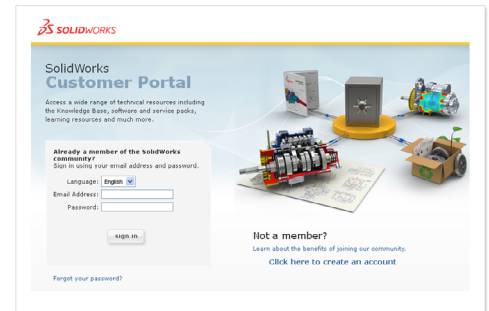 SOLIDWORKS
SolidWorks
Customer Portal
Access a wide range of technical resources including
the Knowledge Base, software and service packs,
learning resources and much more.
Already a member of the SolidWorks
community?
Sign in using your email address and password.
Language: English
Email Address:
Password:
sign in
Forgot your password?
Not a member?
Learn about the benefits of joining our community.
Click here to create an account